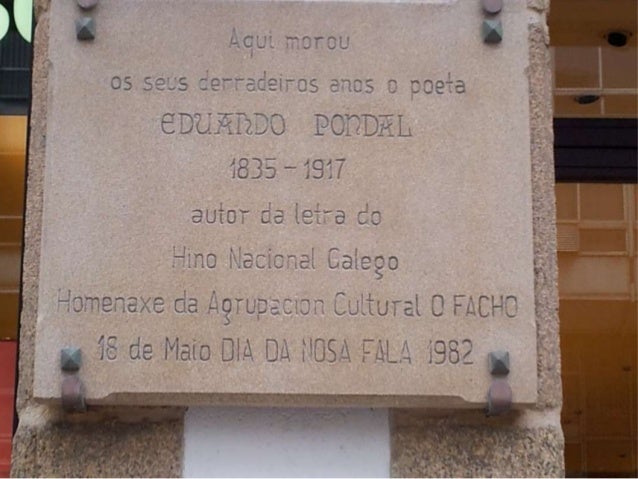 Aqui morou
os seus derradeiros anos o poeta
EDUARDO PONDAL
1835 - 1917
autor da letra do
Hino Nacional Galego
Homenaxe da Agrupacion Cultural O FACHO
18 de Maio DIA DA NOSA FALA 1982